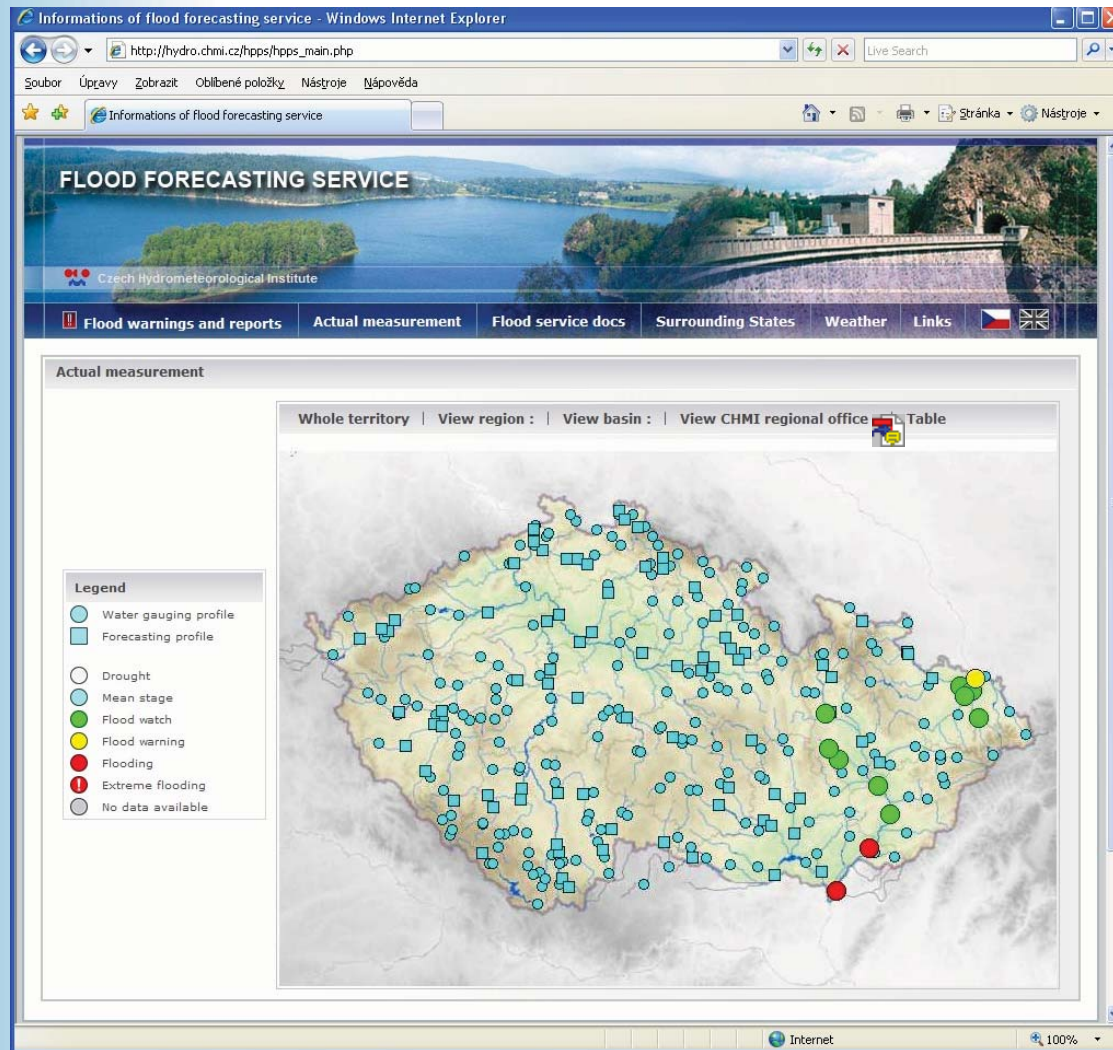 Informations of flood forecasting service - Windows Internet Explorer
http://hydro.chmi.cz/hpps/hpps_main.php
Live Search
Soubor Úpravy Zobrazit Oblíbené položky Nástroje Nápověda
Informations of flood forecasting service
Stránka Nástroje
FLOOD FORECASTING SERVICE
Czech Hydrometeorological Institute
Flood warnings and reports Actual measurement Flood service docs Surrounding States Weather Links
Actual measurement
Whole territory | View region : | View basin : | View CHMI regional office Table
Legend
Water gauging profile
Forecasting profile
Drought
Mean stage
Flood watch
Flood warning
Flooding
Extreme flooding
No data available
Internet 100%